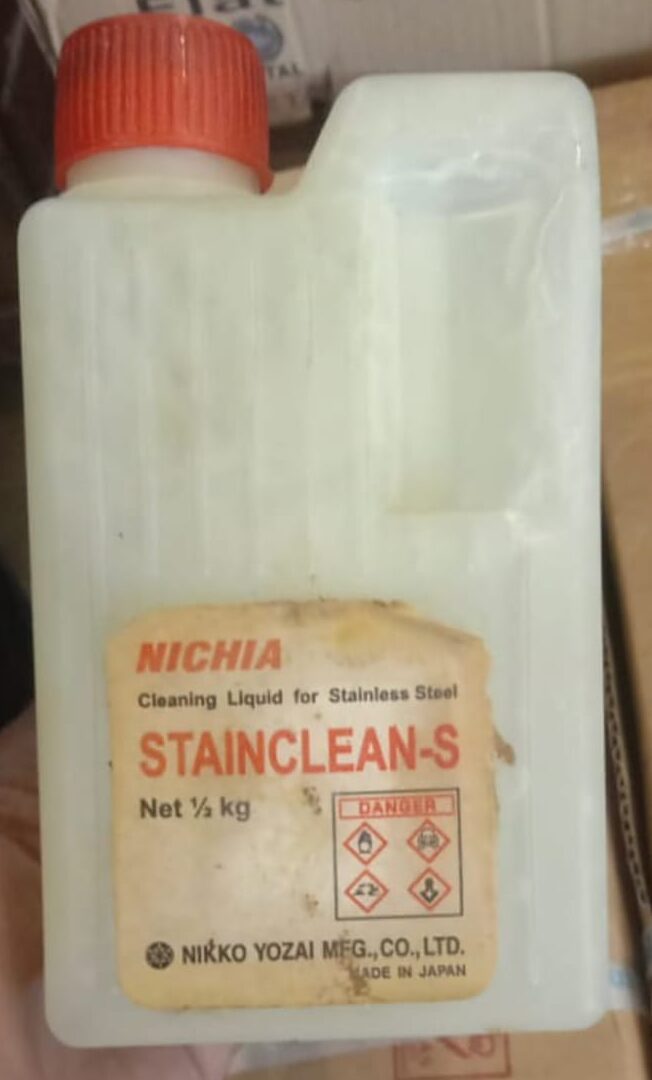 NICHIA
Cleaning Liquid for Stainless Steel
STAINCLEAN-S
Net ½ kg
DANGER
NIKKO YOZAI MFG.,CO.,LTD.
MADE IN JAPAN